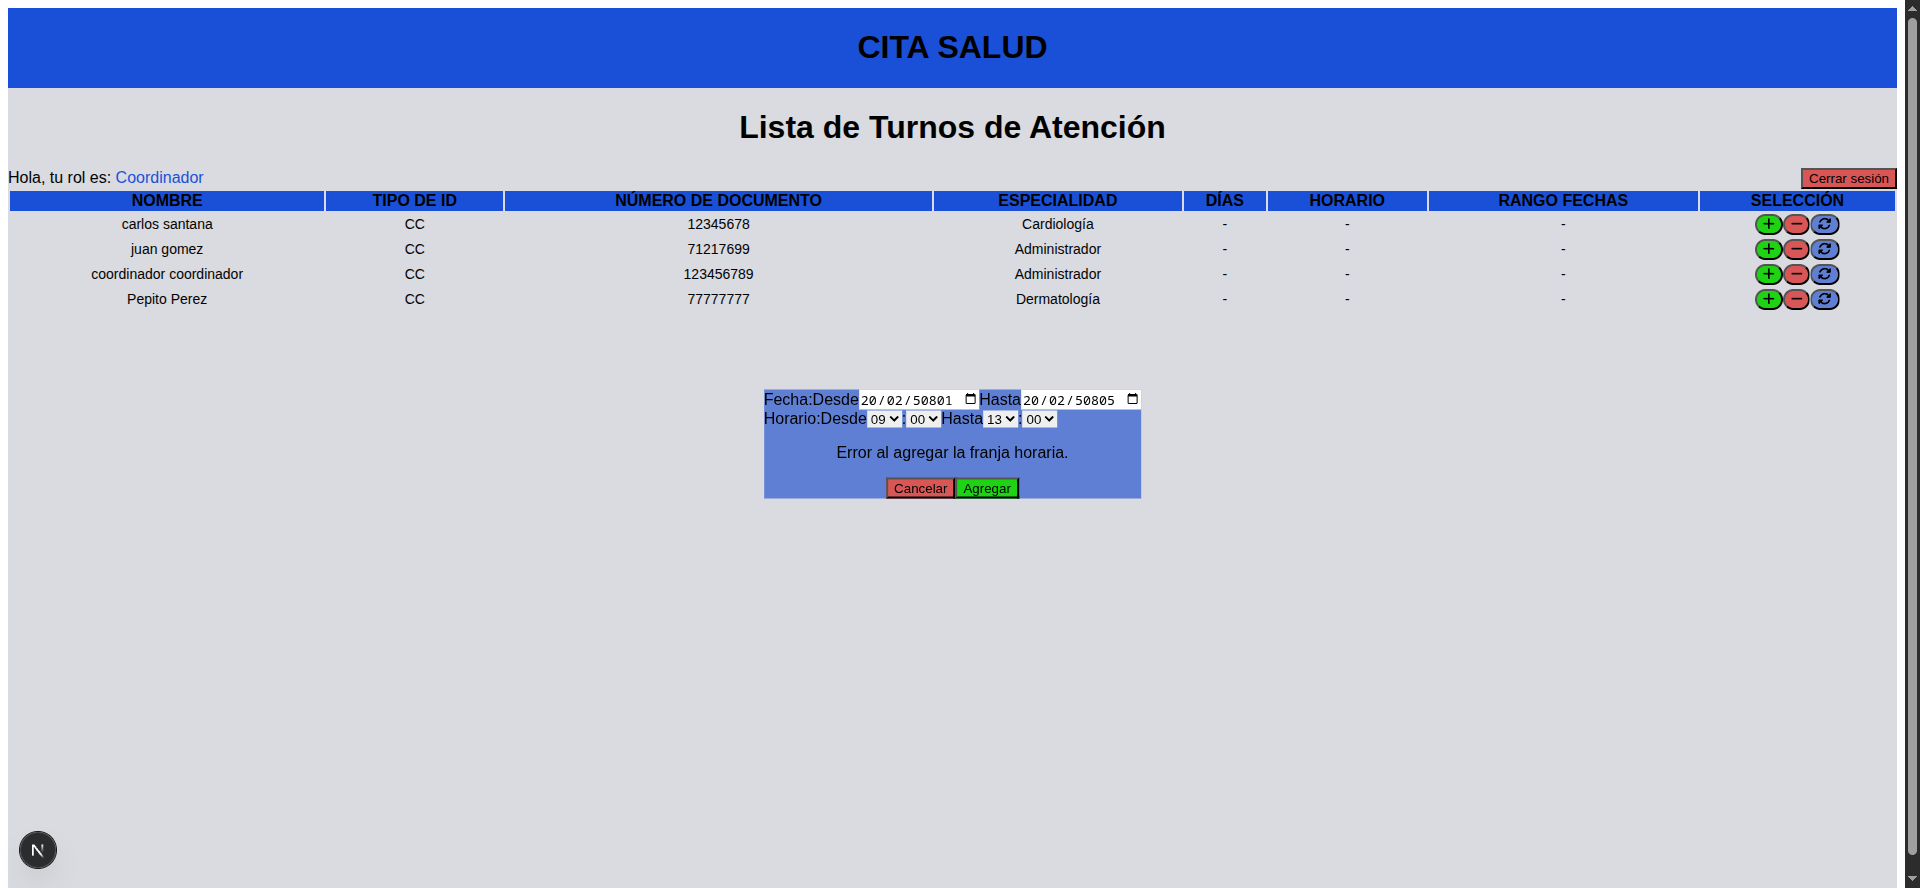 CITA SALUD
Lista de Turnos de Atención
Hola, tu rol es: Coordinador Cerrar sesión
NOMBRE TIPO DE ID NÚMERO DE DOCUMENTO ESPECIALIDAD DÍAS HORARIO RANGO FECHAS SELECCIÓN
carlos santana CC 12345678 Cardiología - - -
juan gomez CC 71217699 Administrador - - -
coordinador coordinador CC 123456789 Administrador - - -
Pepito Perez CC 77777777 Dermatología - - -
Fecha:Desde 20/02/50801 Hasta 20/02/50805
Horario:Desde 09 : 00 Hasta 13 : 00
Error al agregar la franja horaria.
Cancelar Agregar
N